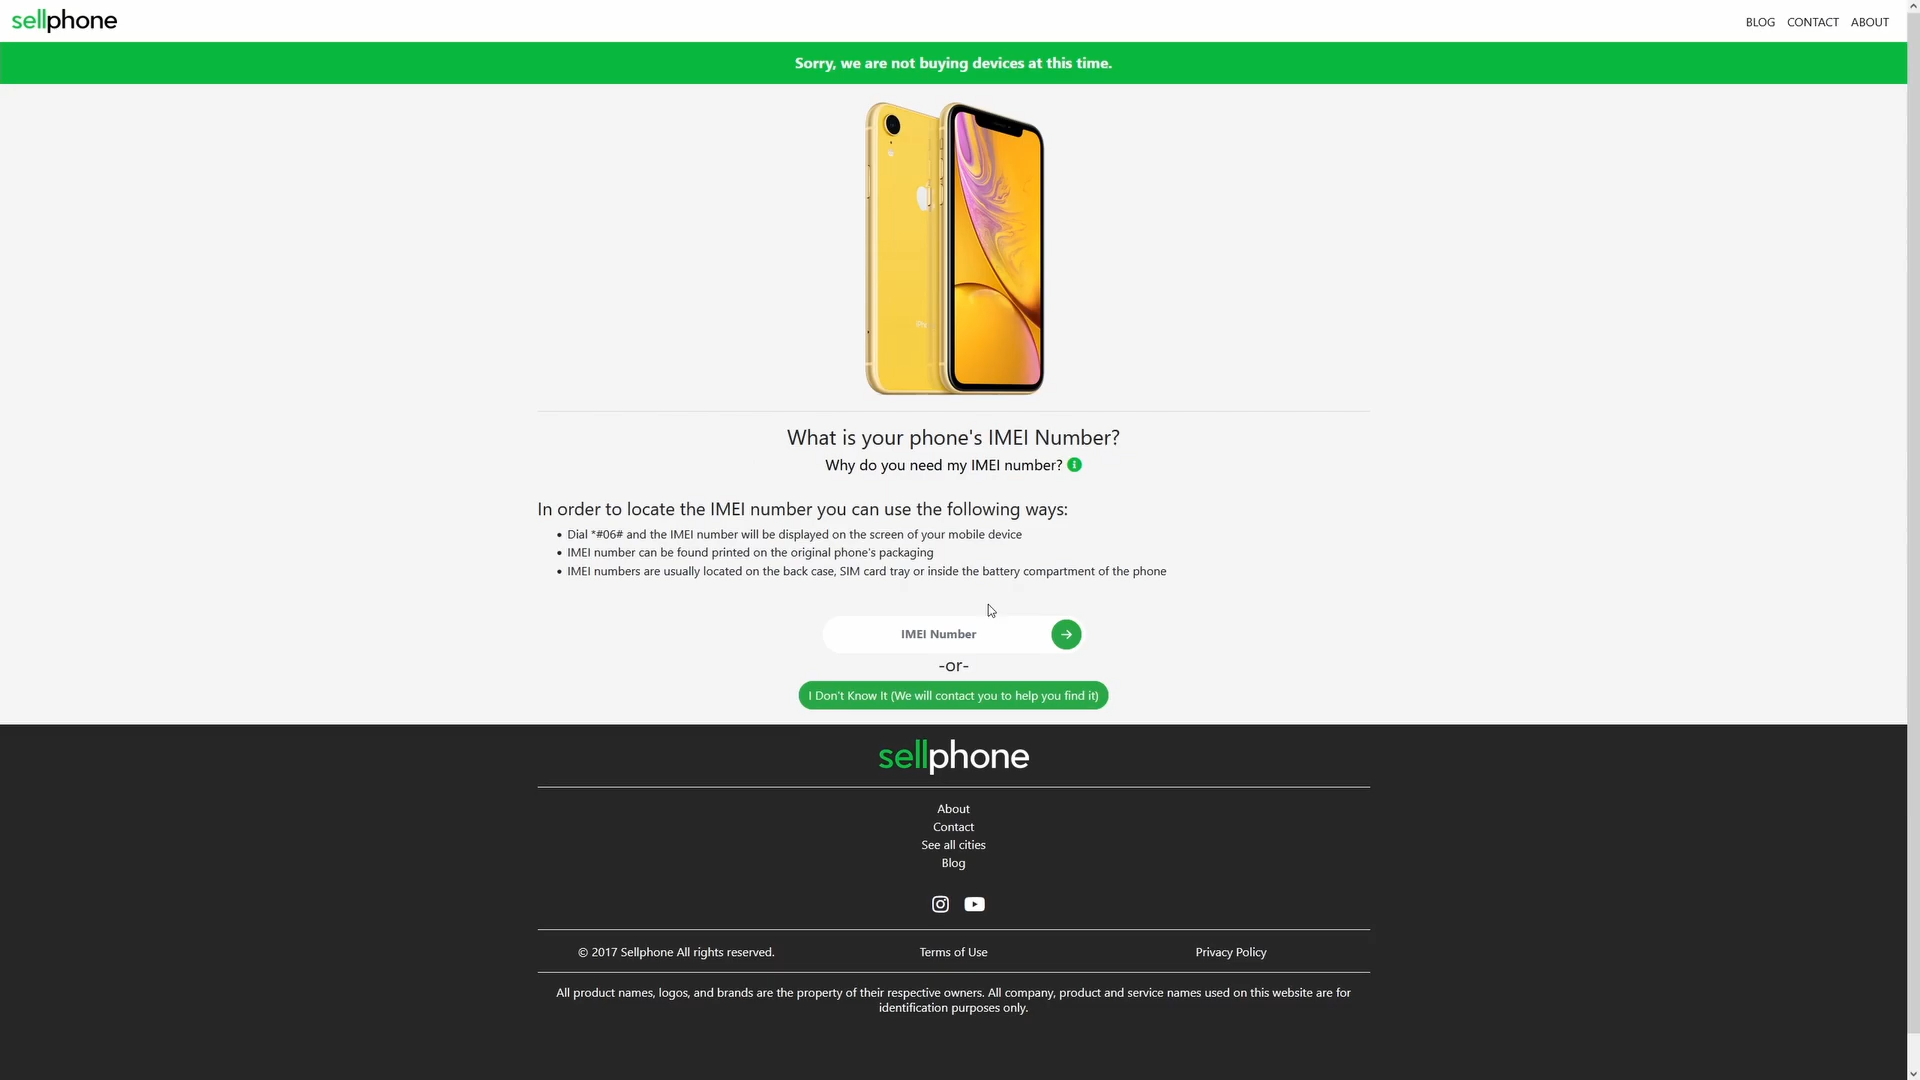 sellphone
BLOG CONTACT ABOUT
Sorry, we are not buying devices at this time.
What is your phone's IMEI Number?
Why do you need my IMEI number?
In order to locate the IMEI number you can use the following ways:
• Dial *#06# and the IMEI number will be displayed on the screen of your mobile device
• IMEI number can be found printed on the original phone's packaging
• IMEI numbers are usually located on the back case, SIM card tray or inside the battery compartment of the phone
IMEI Number
-or-
I Don't Know It (We will contact you to help you find it)
sellphone
About
Contact
See all cities
Blog
© 2017 Sellphone All rights reserved. Terms of Use Privacy Policy
All product names, logos, and brands are the property of their respective owners. All company, product and service names used on this website are for
identification purposes only.